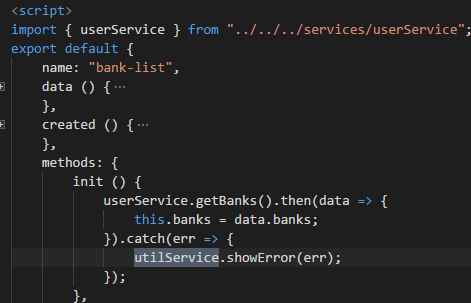 <script>
import { userService } from "../../../services/userService";
export default {
    name: "bank-list",
    data () {...
    },
    created () {...
    },
    methods: {
        init () {
            userService.getBanks().then(data => {
                this.banks = data.banks;
            }).catch(err => {
                utilService.showError(err);
            });
        },